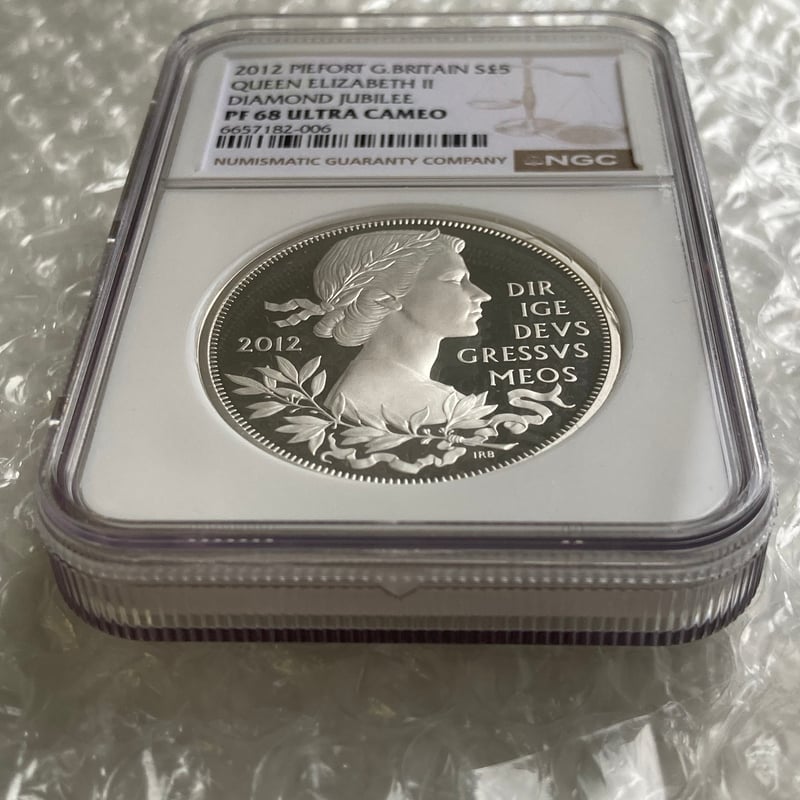 2012 PIEFORT G.BRITAIN S£5
QUEEN ELIZABETH II
DIAMOND JUBILEE
PF 68 ULTRA CAMEO
6657182-006
NUMISMATIC GUARANTY COMPANY NGC
2012
DIR
IGE
DEVS
GRESSVS
MEOS
IRB